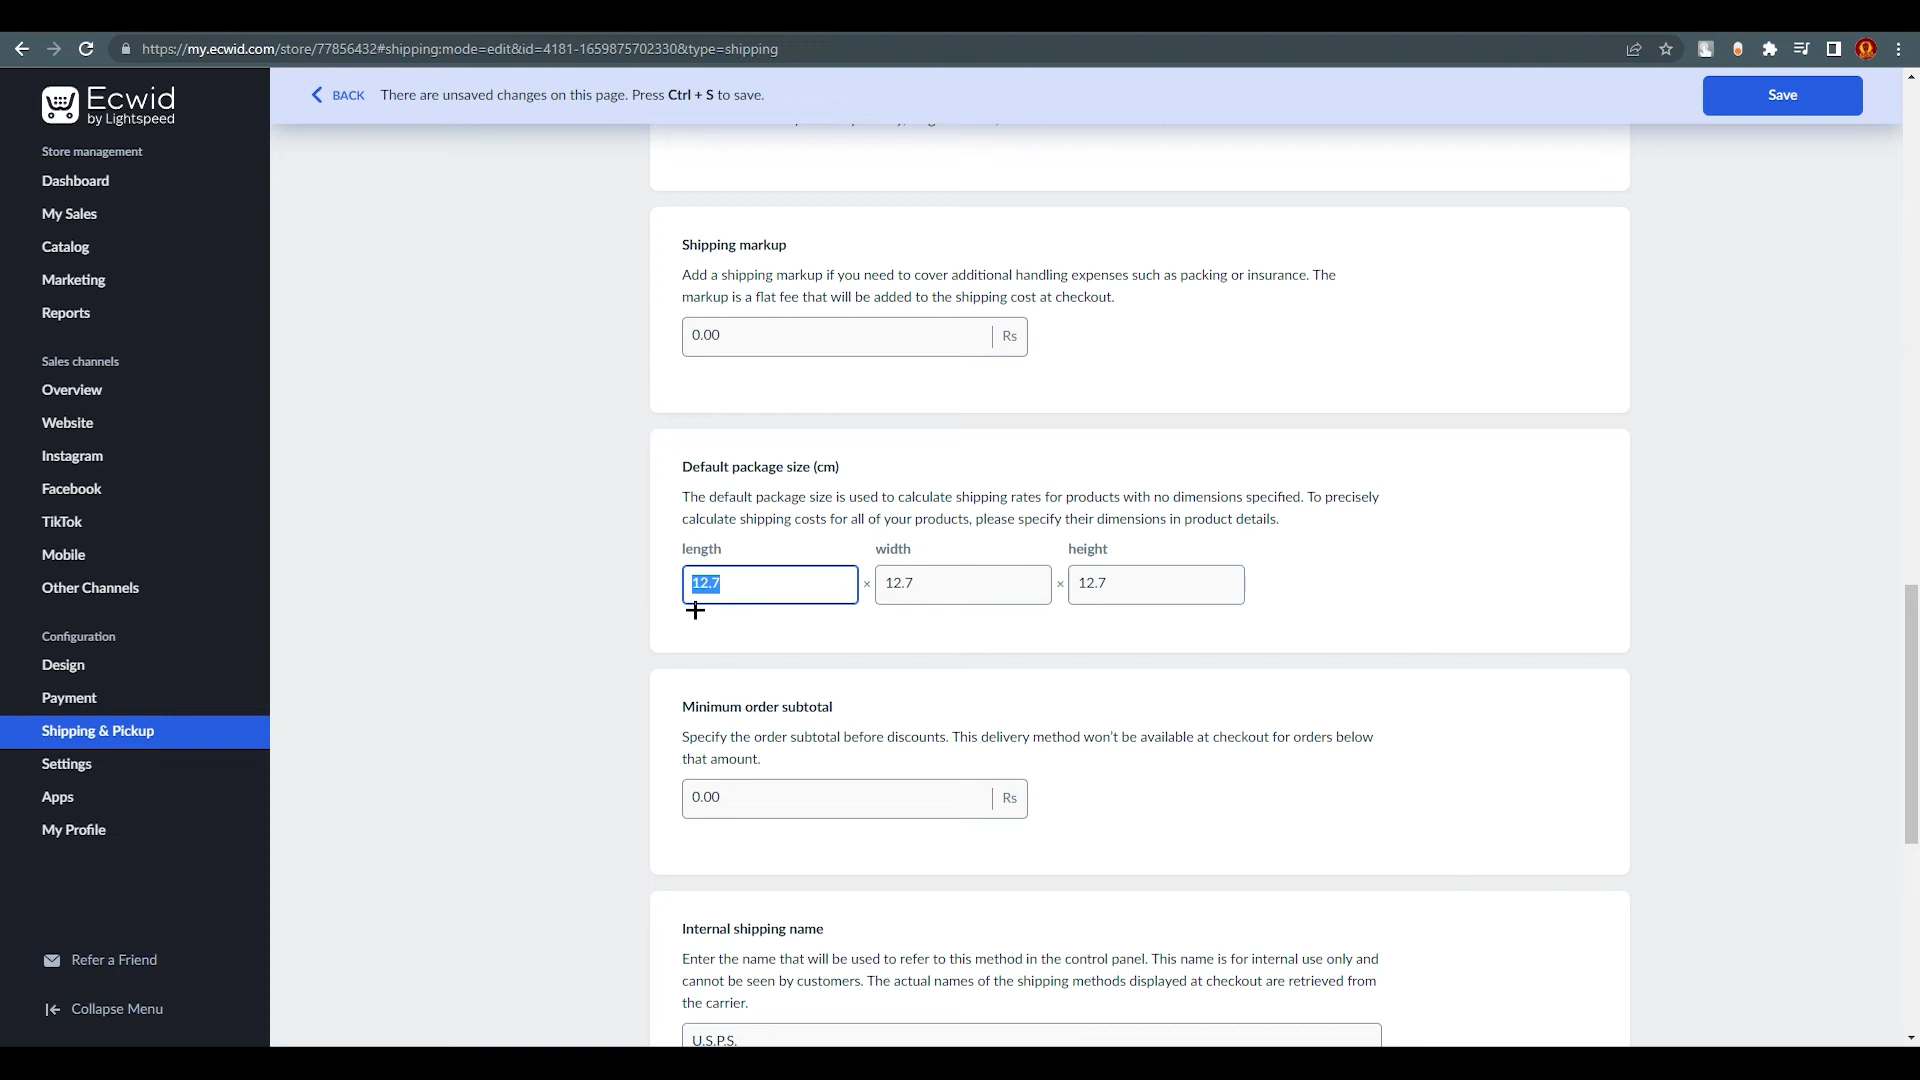 https://my.ecwid.com/store/77856432#shipping:mode=edit&id=4181-1659875702330&type=shipping
Ecwid
by Lightspeed
BACK
There are unsaved changes on this page. Press Ctrl + S to save.
Save
Store management
Dashboard
My Sales
Catalog
Marketing
Reports
Sales channels
Overview
Website
Instagram
Facebook
TikTok
Mobile
Other Channels
Configuration
Design
Payment
Shipping & Pickup
Settings
Apps
My Profile
Refer a Friend
Collapse Menu
Shipping markup
Add a shipping markup if you need to cover additional handling expenses such as packing or insurance. The
markup is a flat fee that will be added to the shipping cost at checkout.
0.00 Rs
Default package size (cm)
The default package size is used to calculate shipping rates for products with no dimensions specified. To precisely
calculate shipping costs for all of your products, please specify their dimensions in product details.
length width height
12.7 × 12.7 × 12.7
Minimum order subtotal
Specify the order subtotal before discounts. This delivery method won't be available at checkout for orders below
that amount.
0.00 Rs
Internal shipping name
Enter the name that will be used to refer to this method in the control panel. This name is for internal use only and
cannot be seen by customers. The actual names of the shipping methods displayed at checkout are retrieved from
the carrier.
U.S.P.S.